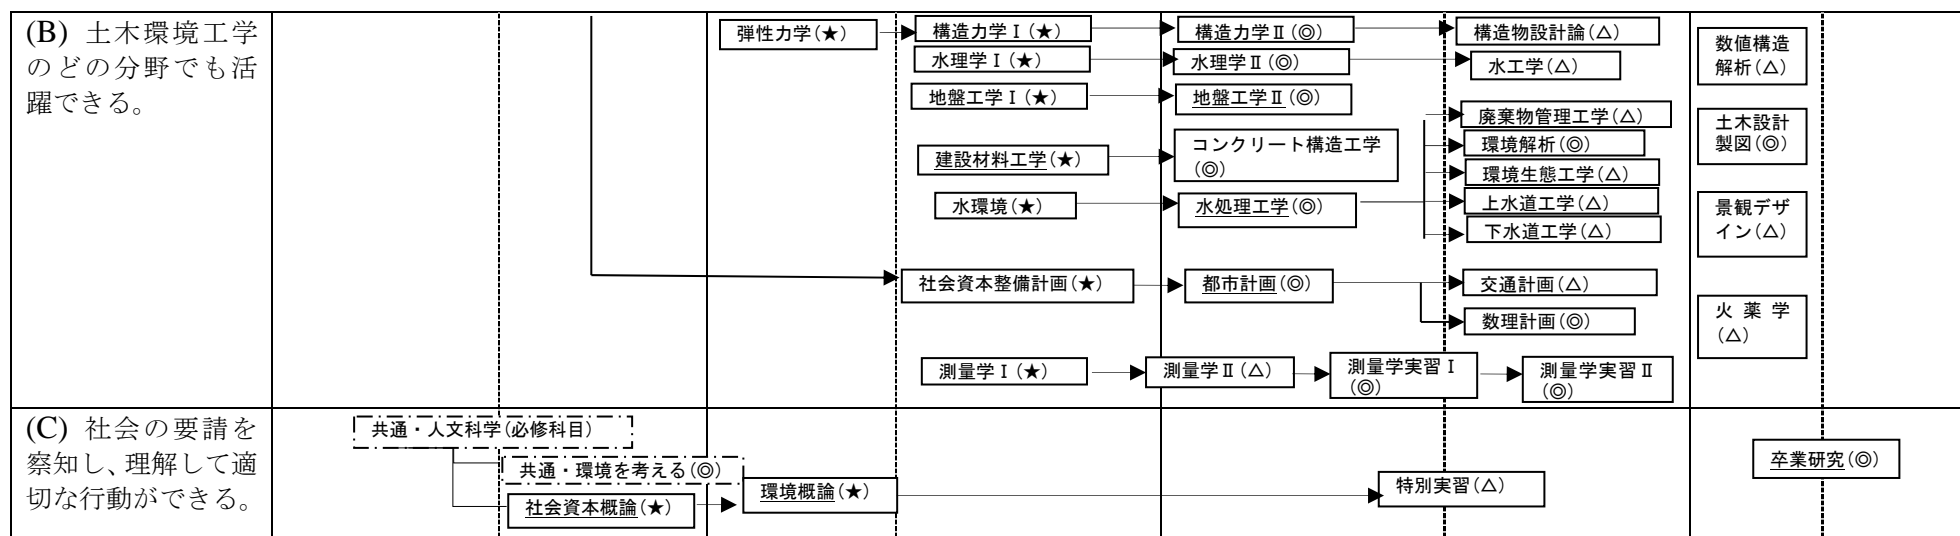 (B) 土木環境工学
のどの分野でも活
躍できる。
弾性力学(★)
構造力学Ⅰ(★)
構造力学Ⅱ(◎)
構造物設計論(△)
水理学Ⅰ(★)
水理学Ⅱ(◎)
水工学(△)
地盤工学Ⅰ(★)
地盤工学Ⅱ(◎)
建設材料工学(★)
コンクリート構造工学
(◎)
水環境(★)
水処理工学(◎)
廃棄物管理工学(△)
環境解析(◎)
環境生態工学(△)
上水道工学(△)
下水道工学(△)
社会資本整備計画(★)
都市計画(◎)
交通計画(△)
数理計画(◎)
測量学Ⅰ(★)
測量学Ⅱ(△)
測量学実習Ⅰ
(◎)
測量学実習Ⅱ
(◎)
数値構造
解析(△)
土木設計
製図(◎)
景観デザ
イン(△)
火薬学
(△)
(C) 社会の要請を
察知し、理解して適
切な行動ができる。
共通・人文科学(必修科目)
共通・環境を考える(◎)
社会資本概論(★)
環境概論(★)
特別実習(△)
卒業研究(◎)